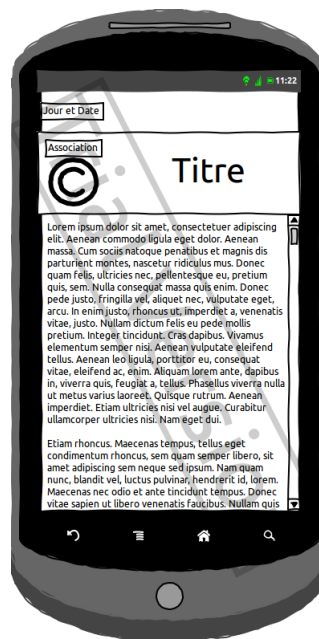 11:22
Jour et Date
Association
©
Titre
Lorem ipsum dolor sit amet, consectetuer adipiscing
elit. Aenean commodo ligula eget dolor. Aenean
massa. Cum sociis natoque penatibus et magnis dis
parturient montes, nascetur ridiculus mus. Donec
quam felis, ultricies nec, pellentesque eu, pretium
quis, sem. Nulla consequat massa quis enim. Donec
pede justo, fringilla vel, aliquet nec, vulputate eget,
arcu. In enim justo, rhoncus ut, imperdiet a, venenatis
vitae, justo. Nullam dictum felis eu pede mollis
pretium. Integer tincidunt. Cras dapibus. Vivamus
elementum semper nisi. Aenean vulputate eleifend
tellus. Aenean leo ligula, porttitor eu, consequat
vitae, eleifend ac, enim. Aliquam lorem ante, dapibus
in, viverra quis, feugiat a, tellus. Phasellus viverra nulla
ut metus varius laoreet. Quisque rutrum. Aenean
imperdiet. Etiam ultricies nisi vel augue. Curabitur
ullamcorper ultricies nisi. Nam eget dui.
Etiam rhoncus. Maecenas tempus, tellus eget
condimentum rhoncus, sem quam semper libero, sit
amet adipiscing sem neque sed ipsum. Nam quam
nunc, blandit vel, luctus pulvinar, hendrerit id, lorem.
Maecenas nec odio et ante tincidunt tempus. Donec
vitae sapien ut libero venenatis faucibus. Nullam quis
Trial Versio